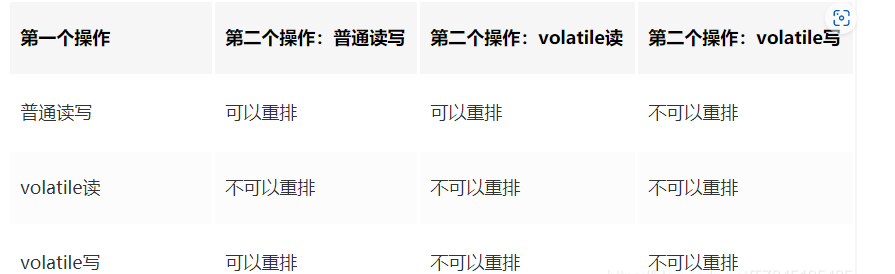 第一个操作 第二个操作：普通读写 第二个操作：volatile读 第二个操作：volatile写
普通读写 可以重排 可以重排 不可以重排
volatile读 不可以重排 不可以重排 不可以重排
volatile写 可以重排 不可以重排 不可以重排